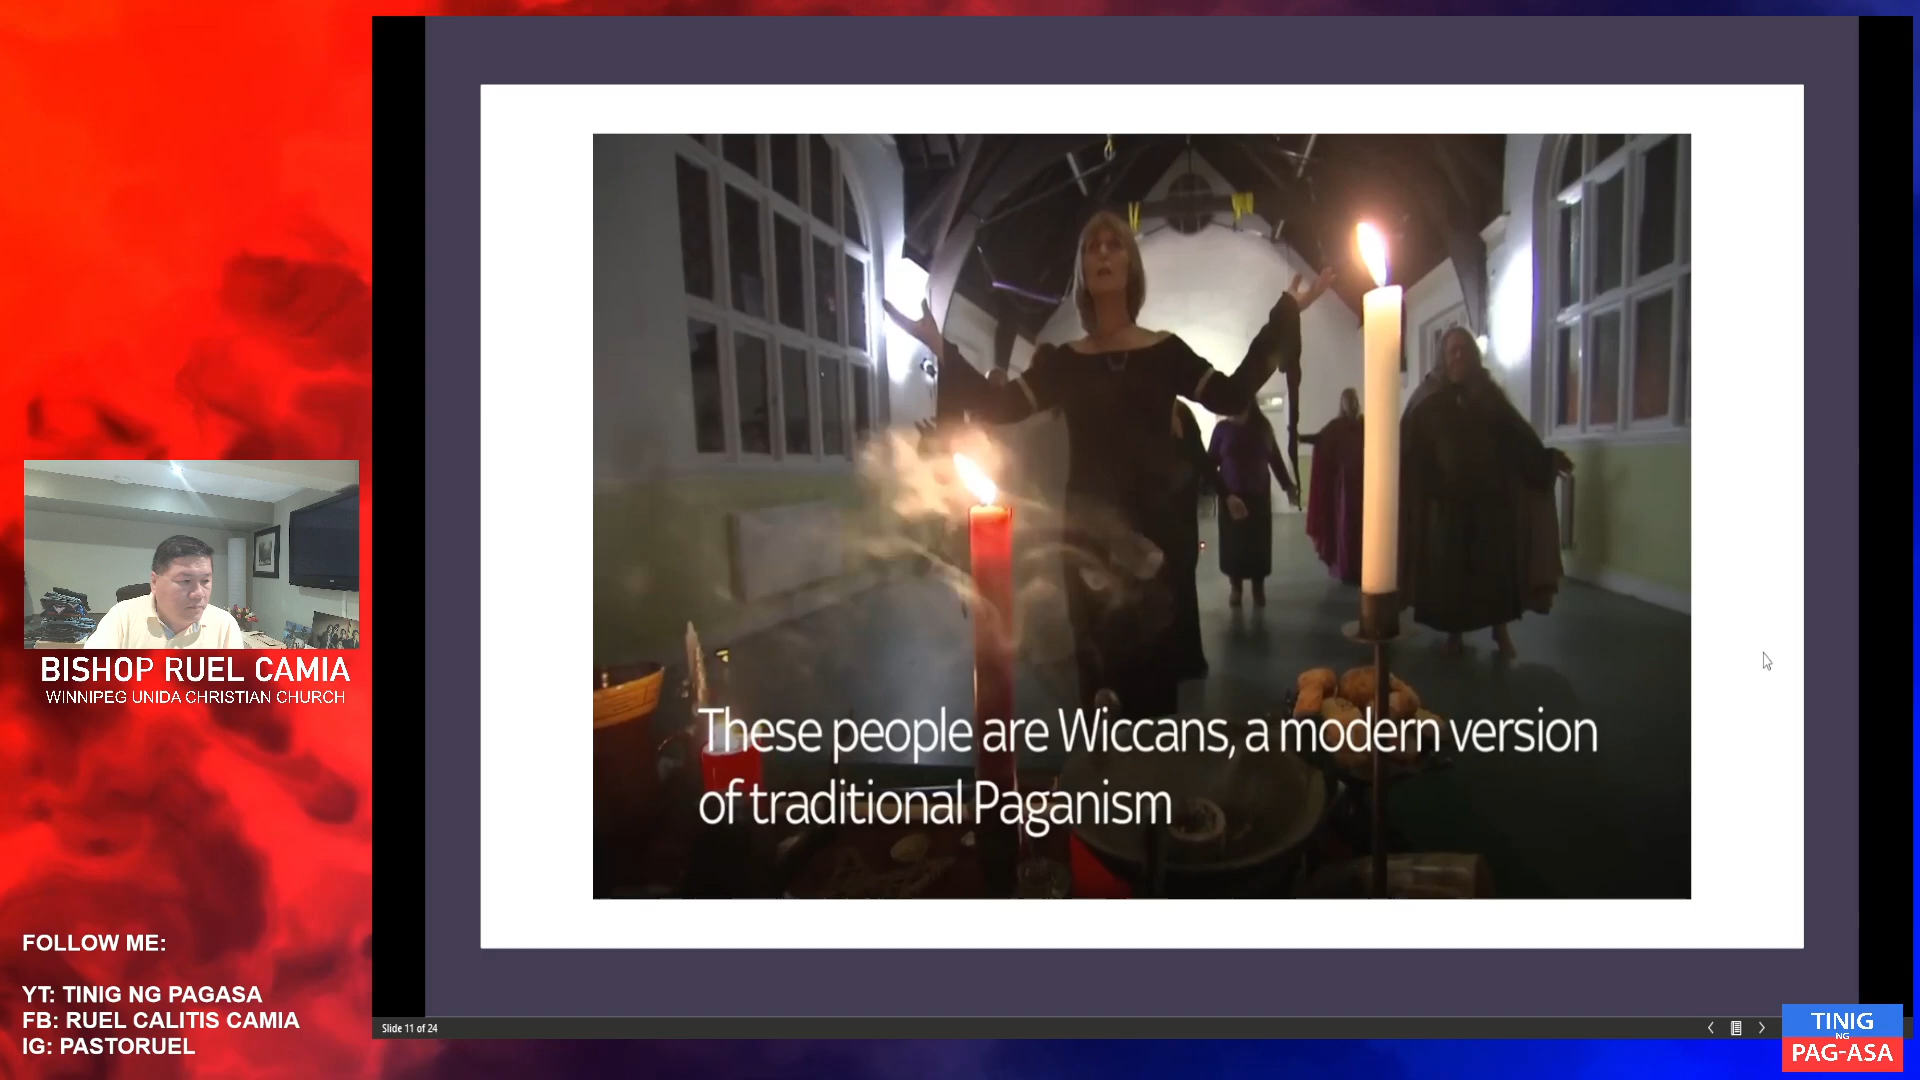 These people are Wiccans, a modern version
of traditional Paganism
BISHOP RUEL CAMIA
WINNIPEG UNIDA CHRISTIAN CHURCH
FOLLOW ME:
YT: TINIG NG PAGASA
FB: RUEL CALITIS CAMIA
IG: PASTORUEL
Slide 11 of 24
TINIG
NG
PAG-ASA